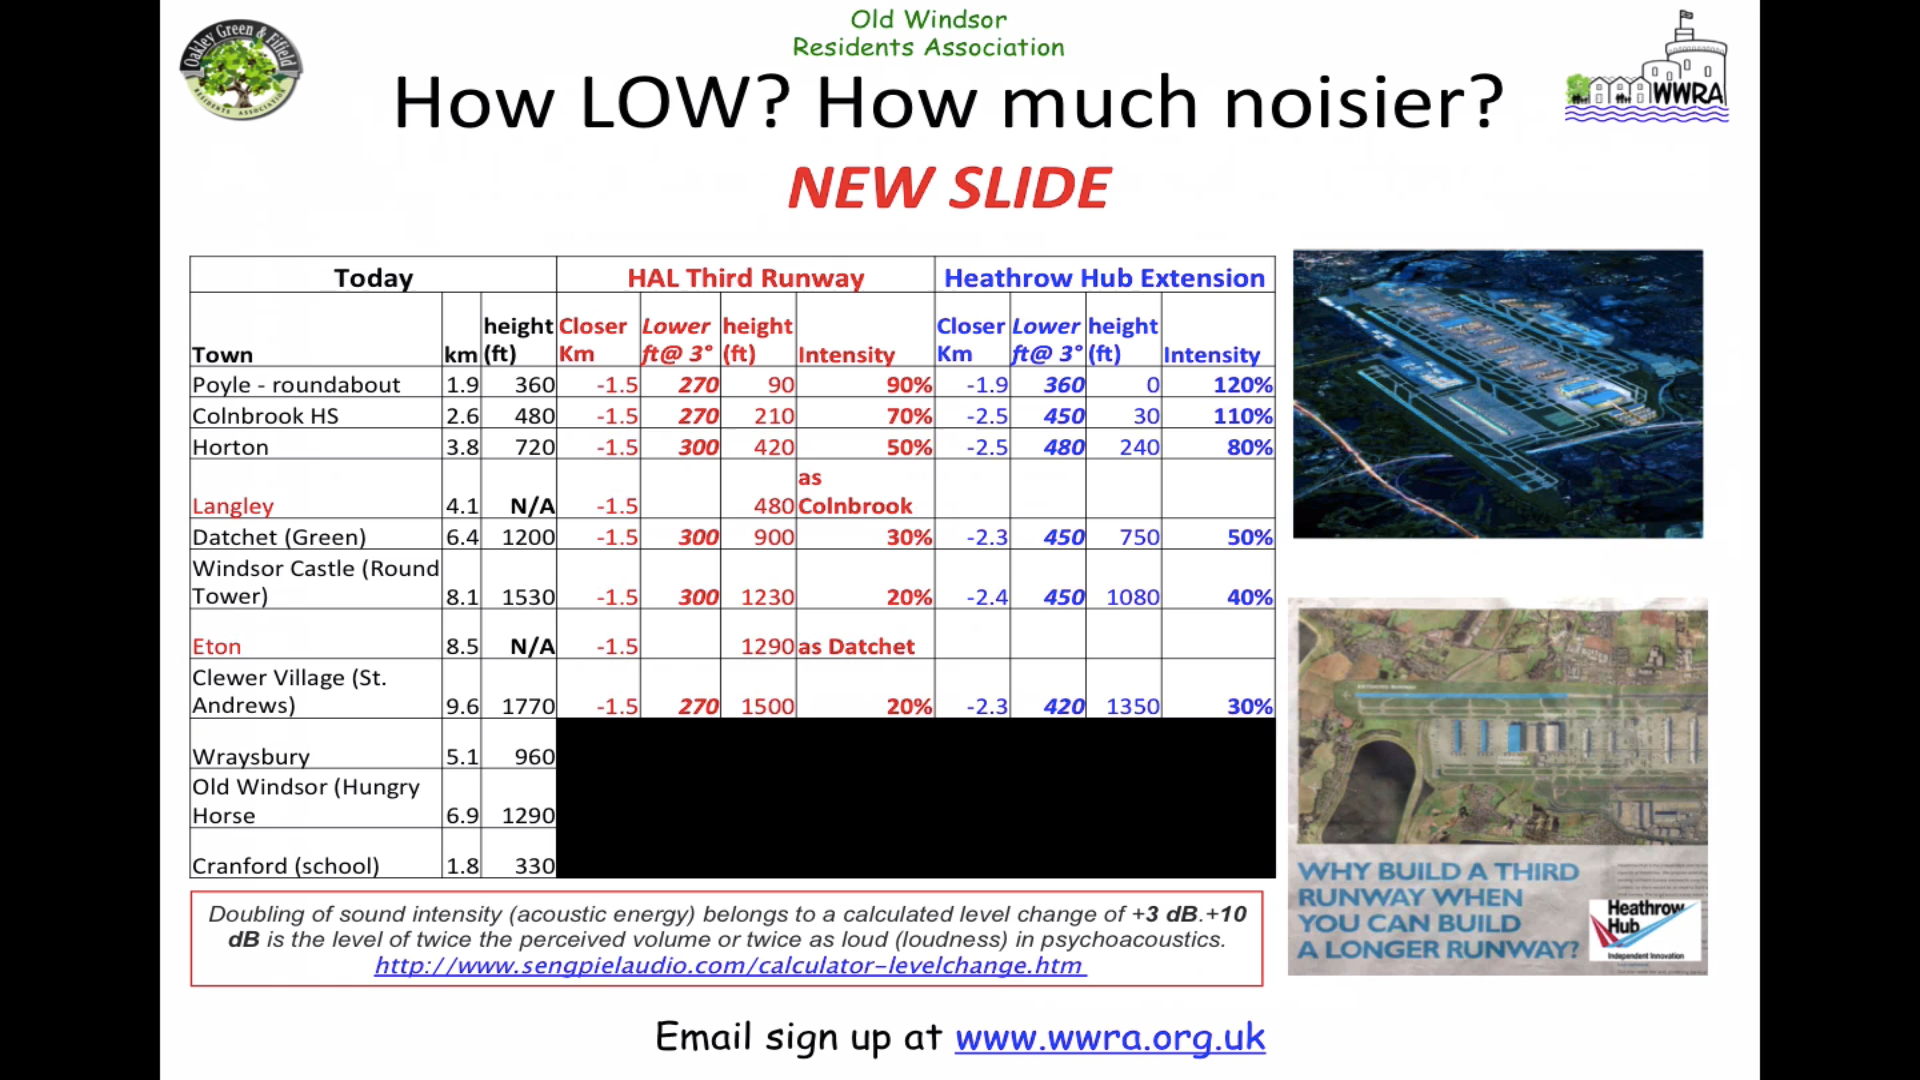 Oakley Green & Fifield
RESIDENTS ASSOCIATION
Old Windsor
Residents Association
WWRA
How LOW? How much noisier?
NEW SLIDE
Today HAL Third Runway Heathrow Hub Extension
Town km height (ft) Closer Km Lower ft@ 3° height (ft) Intensity Closer Km Lower ft@ 3° height (ft) Intensity
Poyle - roundabout 1.9 360 -1.5 270 90 90% -1.9 360 0 120%
Colnbrook HS 2.6 480 -1.5 270 210 70% -2.5 450 30 110%
Horton 3.8 720 -1.5 300 420 50% -2.5 480 240 80%
Langley 4.1 N/A -1.5 480 as Colnbrook
Datchet (Green) 6.4 1200 -1.5 300 900 30% -2.3 450 750 50%
Windsor Castle (Round Tower) 8.1 1530 -1.5 300 1230 20% -2.4 450 1080 40%
Eton 8.5 N/A -1.5 1290 as Datchet
Clewer Village (St. Andrews) 9.6 1770 -1.5 270 1500 20% -2.3 420 1350 30%
Wraysbury 5.1 960
Old Windsor (Hungry Horse 6.9 1290
Cranford (school) 1.8 330
Doubling of sound intensity (acoustic energy) belongs to a calculated level change of +3 dB.+10
dB is the level of twice the perceived volume or twice as loud (loudness) in psychoacoustics.
http://www.sengpielaudio.com/calculator-levelchange.htm
WHY BUILD A THIRD
RUNWAY WHEN
YOU CAN BUILD
A LONGER RUNWAY?
Heathrow
Hub
Independent Innovation
Email sign up at www.wwra.org.uk